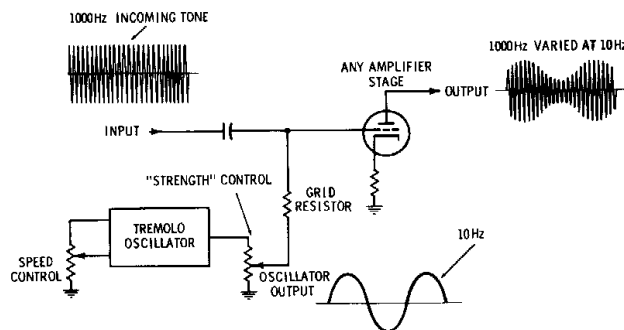 1000Hz INCOMING TONE
1000Hz VARIED AT 10Hz
ANY AMPLIFIER
STAGE
OUTPUT
INPUT
"STRENGTH" CONTROL
GRID
RESISTOR
TREMOLO
OSCILLATOR
SPEED
CONTROL
OSCILLATOR
OUTPUT
10Hz